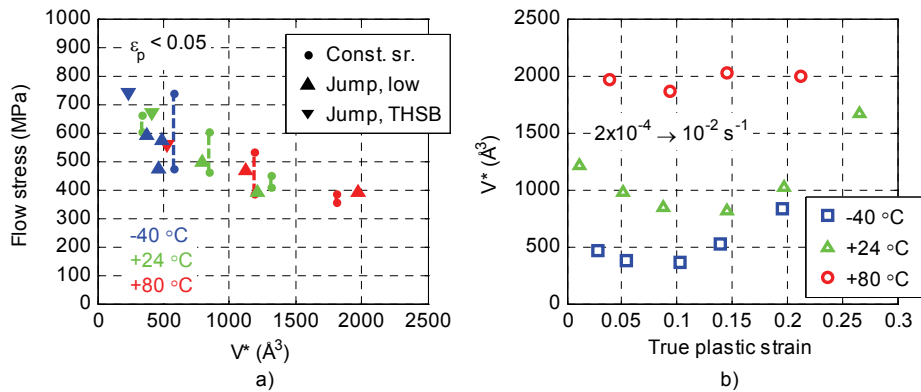 1000
900
800
700
600
500
400
300
200
100
0
Flow stress (MPa)
εp < 0.05
Const. sr.
Jump, low
Jump, THSB
-40 °C
+24 °C
+80 °C
0 500 1000 1500 2000 2500
V* (Å3)
a)
b)
2500
2000
1500
1000
500
0
V* (Å3)
2x10-4 → 10-2 s-1
-40 °C
+24 °C
+80 °C
0 0.05 0.1 0.15 0.2 0.25 0.3
True plastic strain
b)